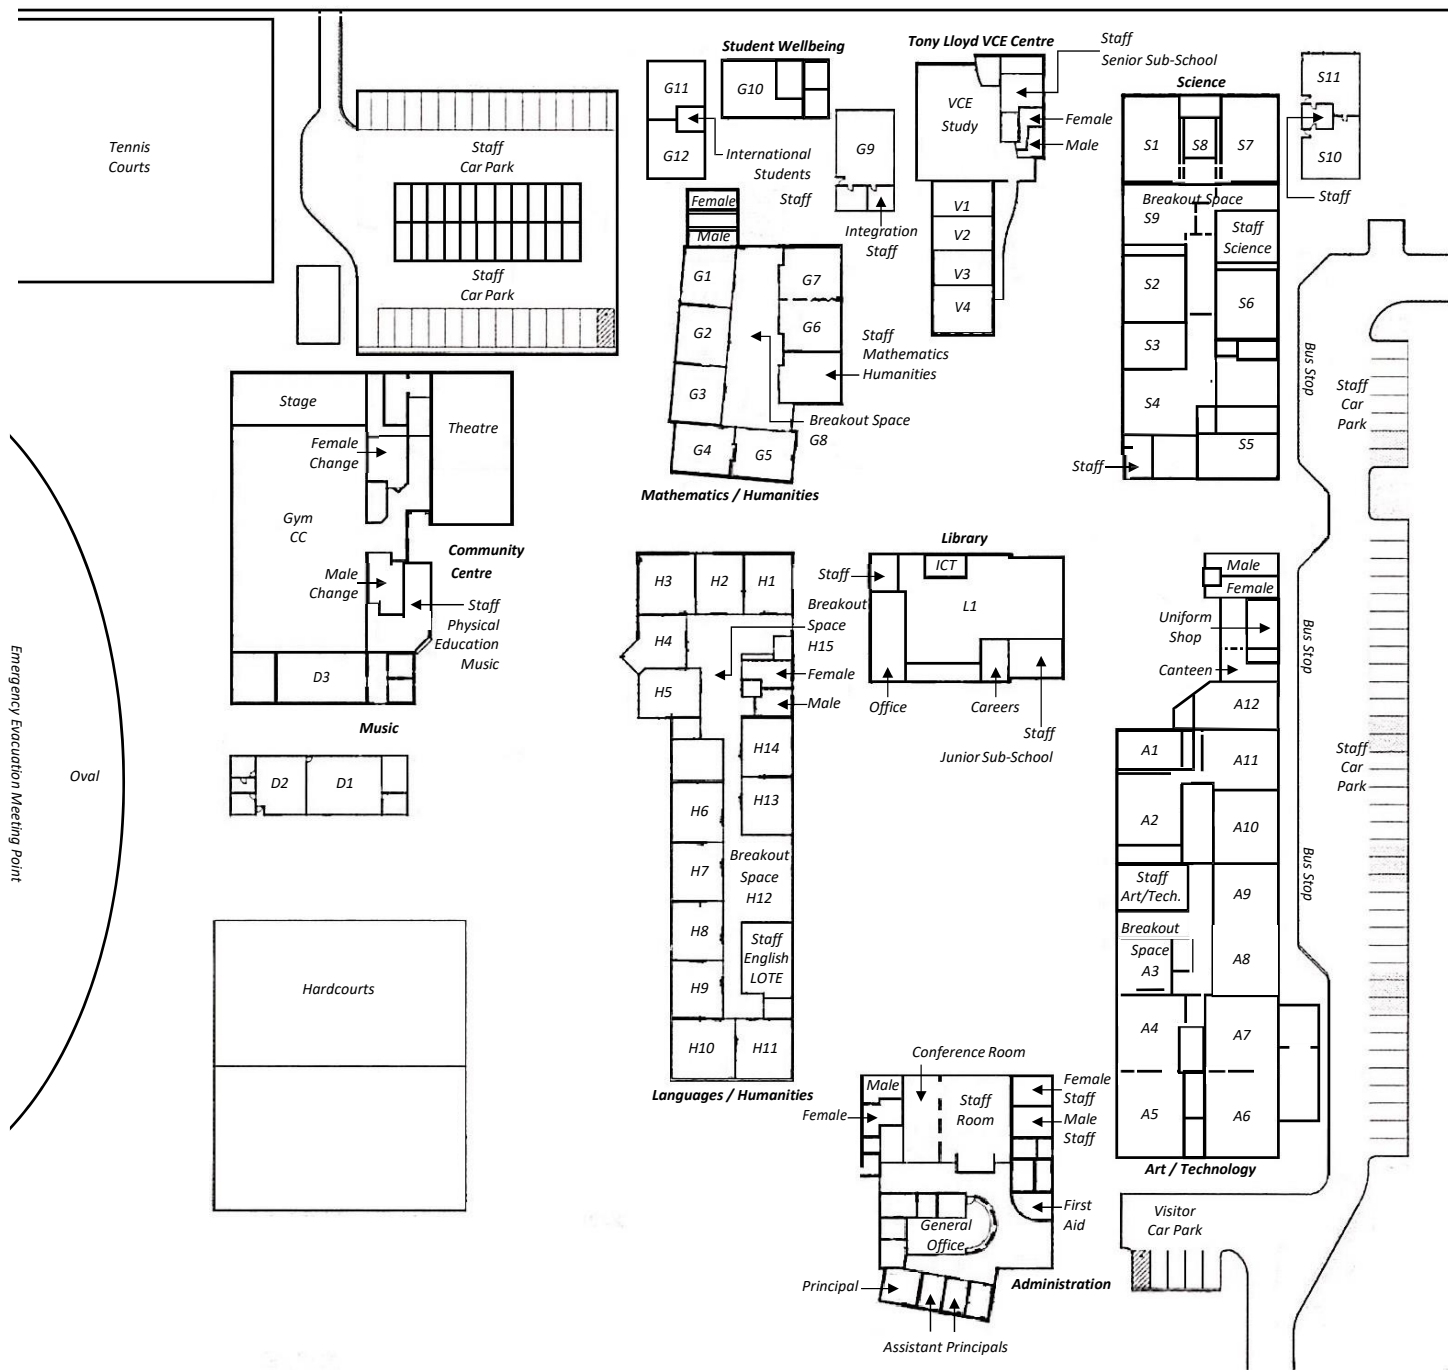 Student Wellbeing
Tony Lloyd VCE Centre
Staff
Senior Sub-School
Science
G11
G10
VCE
Study
S11
Tennis
Courts
Staff
Car Park
G12
International
Students
G9
Female
Male
S1
S8
S7
S10
Staff
Female
Staff
Male
Integration
Staff
V1
V2
V3
V4
Breakout Space
S9
Staff
Science
Staff
Car Park
G1
G7
G2
G6
Staff
Mathematics
Humanities
G3
Breakout Space
G8
G4
G5
Mathematics / Humanities
S2
S6
S3
S4
S5
Staff
Bus Stop
Staff
Car
Park
Stage
Theatre
Female
Change
Gym
CC
Community
Centre
Male
Change
Staff
Physical
Education
Music
D3
Music
D2
D1
Oval
Emergency Evacuation Meeting Point
Hardcourts
H3
H2
H1
H4
H5
Breakout
Space
H15
Female
Male
H14
H13
H6
H7
Breakout
Space
H12
H8
Staff
English
LOTE
H9
H10
H11
Languages / Humanities
Library
Staff
ICT
L1
Office
Careers
Staff
Junior Sub-School
Male
Female
Uniform
Shop
Canteen
Bus Stop
A12
A1
A11
A2
A10
Staff
Art/Tech.
A9
Breakout
Space
A3
A8
A4
A7
A5
A6
Art / Technology
Bus Stop
Staff
Car
Park
Conference Room
Male
Female
Staff
Room
Female
Staff
Male
Staff
General
Office
First
Aid
Principal
Administration
Assistant Principals
Visitor
Car Park